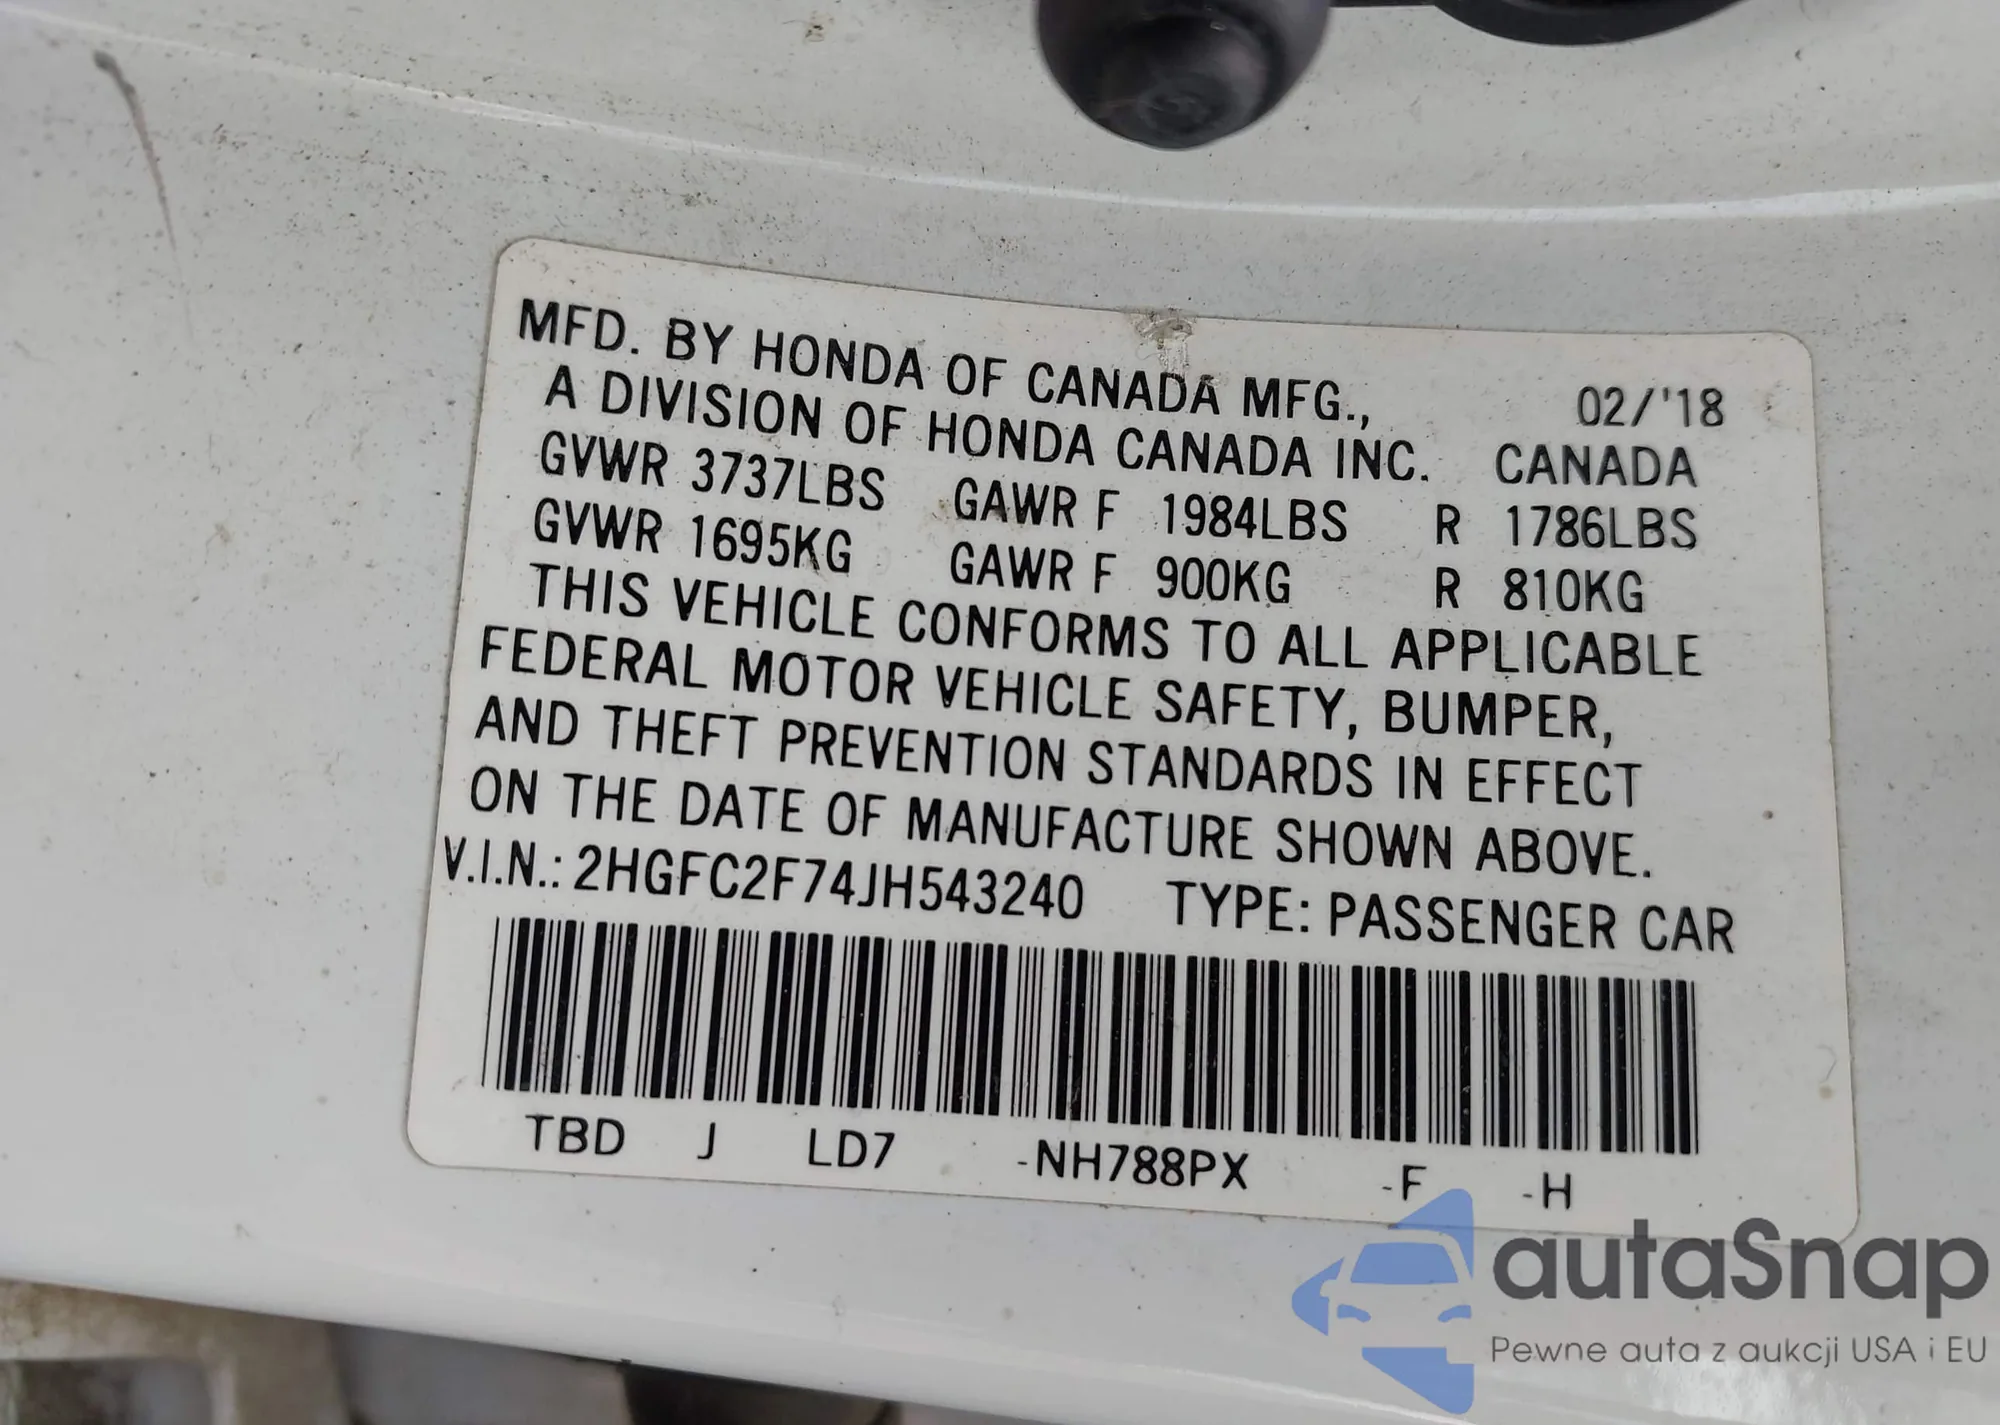 MFD. BY HONDA OF CANADA MFG., 02/'18
A DIVISION OF HONDA CANADA INC. CANADA
GVWR 3737LBS GAWR F 1984LBS R 1786LBS
GVWR 1695KG GAWR F 900KG R 810KG
THIS VEHICLE CONFORMS TO ALL APPLICABLE
FEDERAL MOTOR VEHICLE SAFETY, BUMPER,
AND THEFT PREVENTION STANDARDS IN EFFECT
ON THE DATE OF MANUFACTURE SHOWN ABOVE.
V.I.N.: 2HGFC2F74JH543240 TYPE: PASSENGER CAR
TBD J LD7 -NH788PX -F -H
autaSnap
Pewne auta z aukcji USA i EU